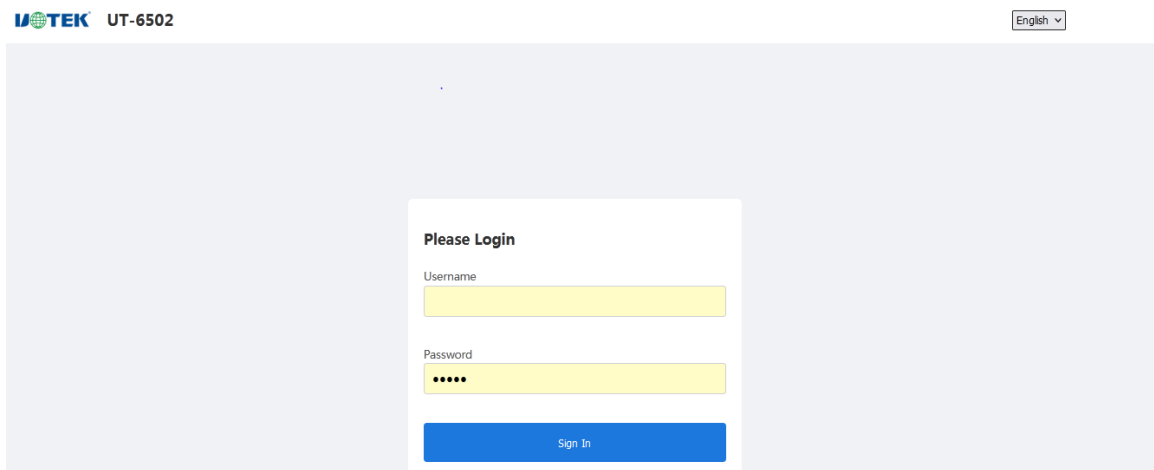 UOTEK UT-6502 English
Please Login
Username
Password
•••••
Sign In